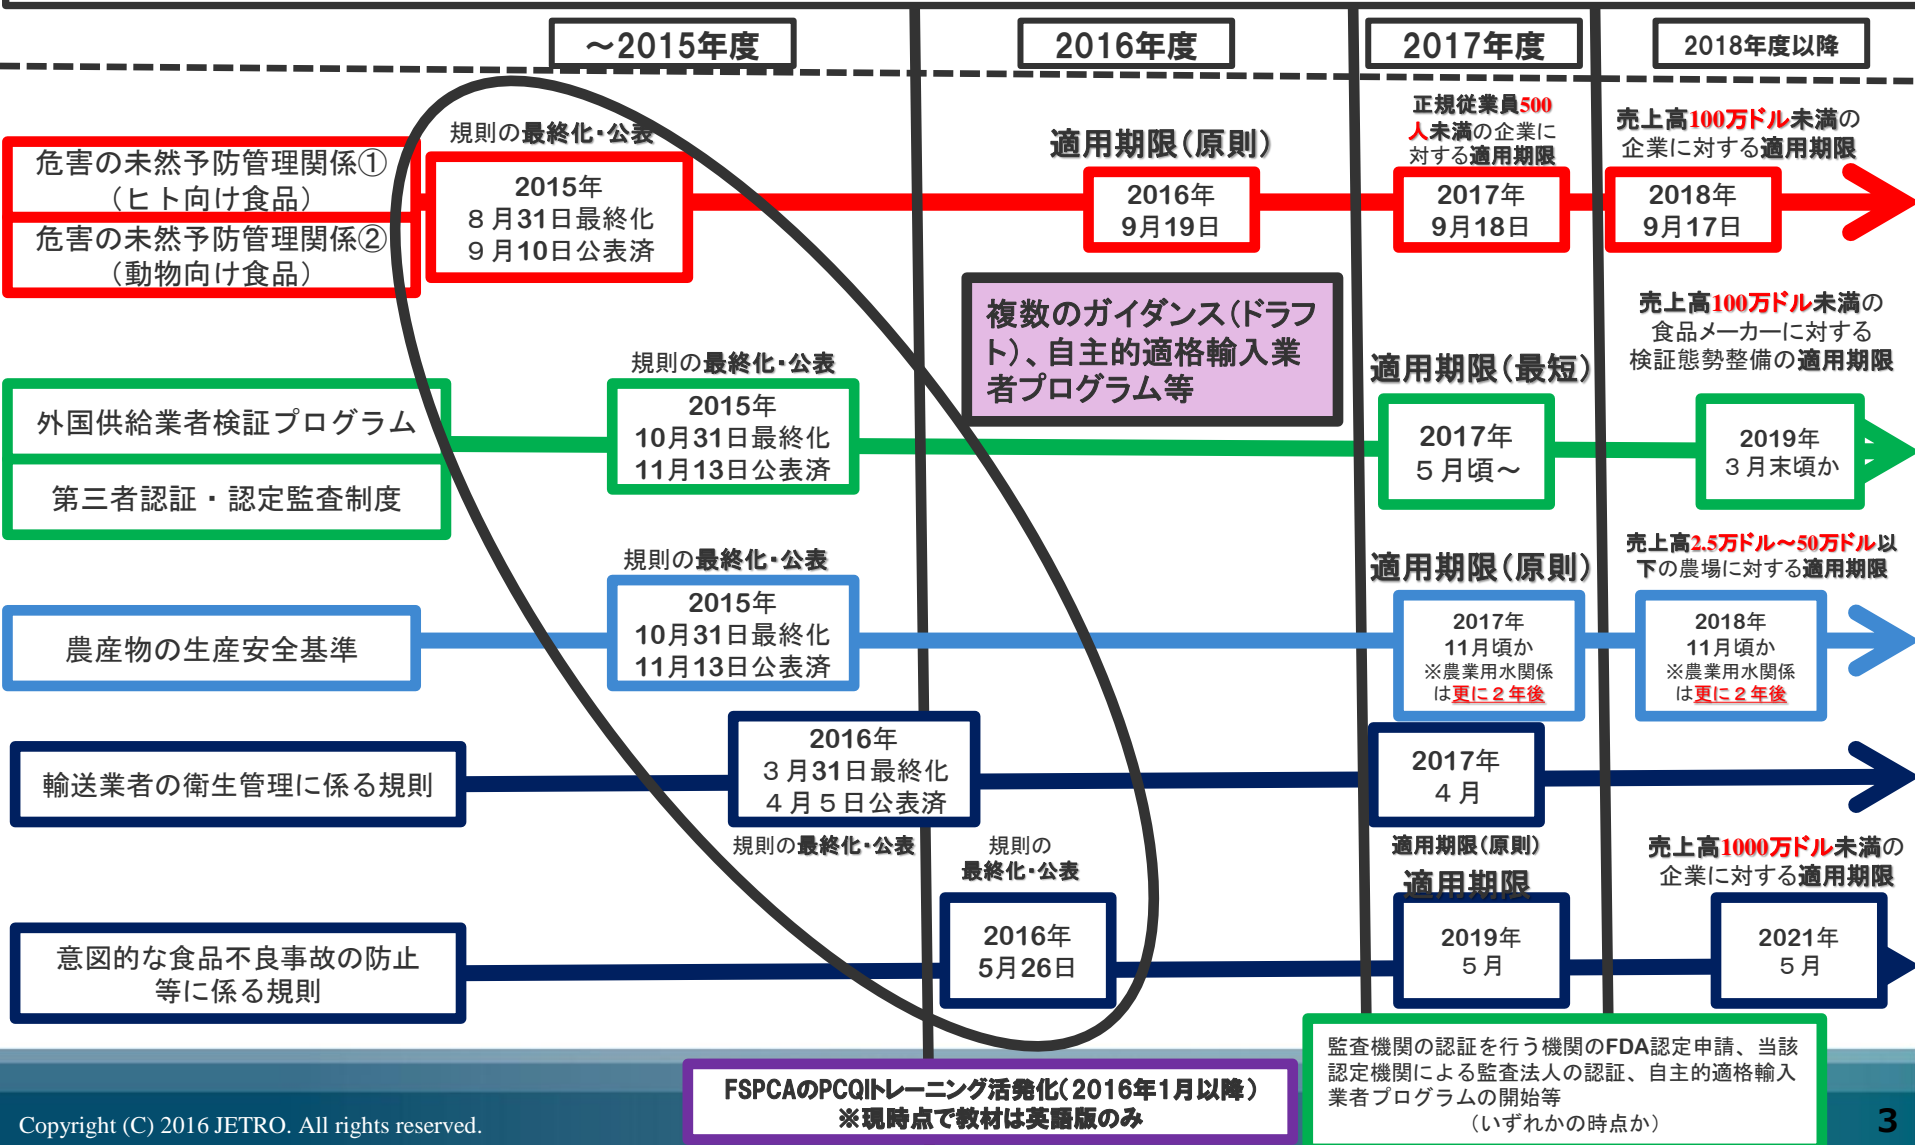 ～2015年度
2016年度
2017年度
2018年度以降
規則の最終化・公表
適用期限（原則）
正規従業員500
人未満の企業に
対する適用期限
売上高100万ドル未満の
企業に対する適用期限
危害の未然予防管理関係①
（ヒト向け食品）
危害の未然予防管理関係②
（動物向け食品）
2015年
８月31日最終化
９月10日公表済
2016年
9月19日
2017年
9月18日
2018年
9月17日
複数のガイダンス（ドラフ
ト）、自主的適格輸入業
者プログラム等
規則の最終化・公表
適用期限（最短）
売上高100万ドル未満の
食品メーカーに対する
検証態勢整備の適用期限
外国供給業者検証プログラム
第三者認証・認定監査制度
2015年
10月31日最終化
11月13日公表済
2017年
５月頃～
2019年
３月末頃か
規則の最終化・公表
適用期限（原則）
売上高2.5万ドル～50万ドル以
下の農場に対する適用期限
農産物の生産安全基準
2015年
10月31日最終化
11月13日公表済
2017年
11月頃か
※農業用水関係
は更に２年後
2018年
11月頃か
※農業用水関係
は更に２年後
輸送業者の衛生管理に係る規則
2016年
３月31日最終化
４月５日公表済
2017年
４月
規則の最終化・公表
規則の
最終化・公表
適用期限（原則）
適用期限
売上高1000万ドル未満の
企業に対する適用期限
意図的な食品不良事故の防止
等に係る規則
2016年
5月26日
2019年
５月
2021年
５月
FSPCAのPCQIトレーニング活発化（2016年1月以降）
※現時点で教材は英語版のみ
監査機関の認証を行う機関のFDA認定申請、当該
認定機関による監査法人の認証、自主的適格輸入
業者プログラムの開始等
（いずれかの時点か）
Copyright (C) 2016 JETRO. All rights reserved.
3